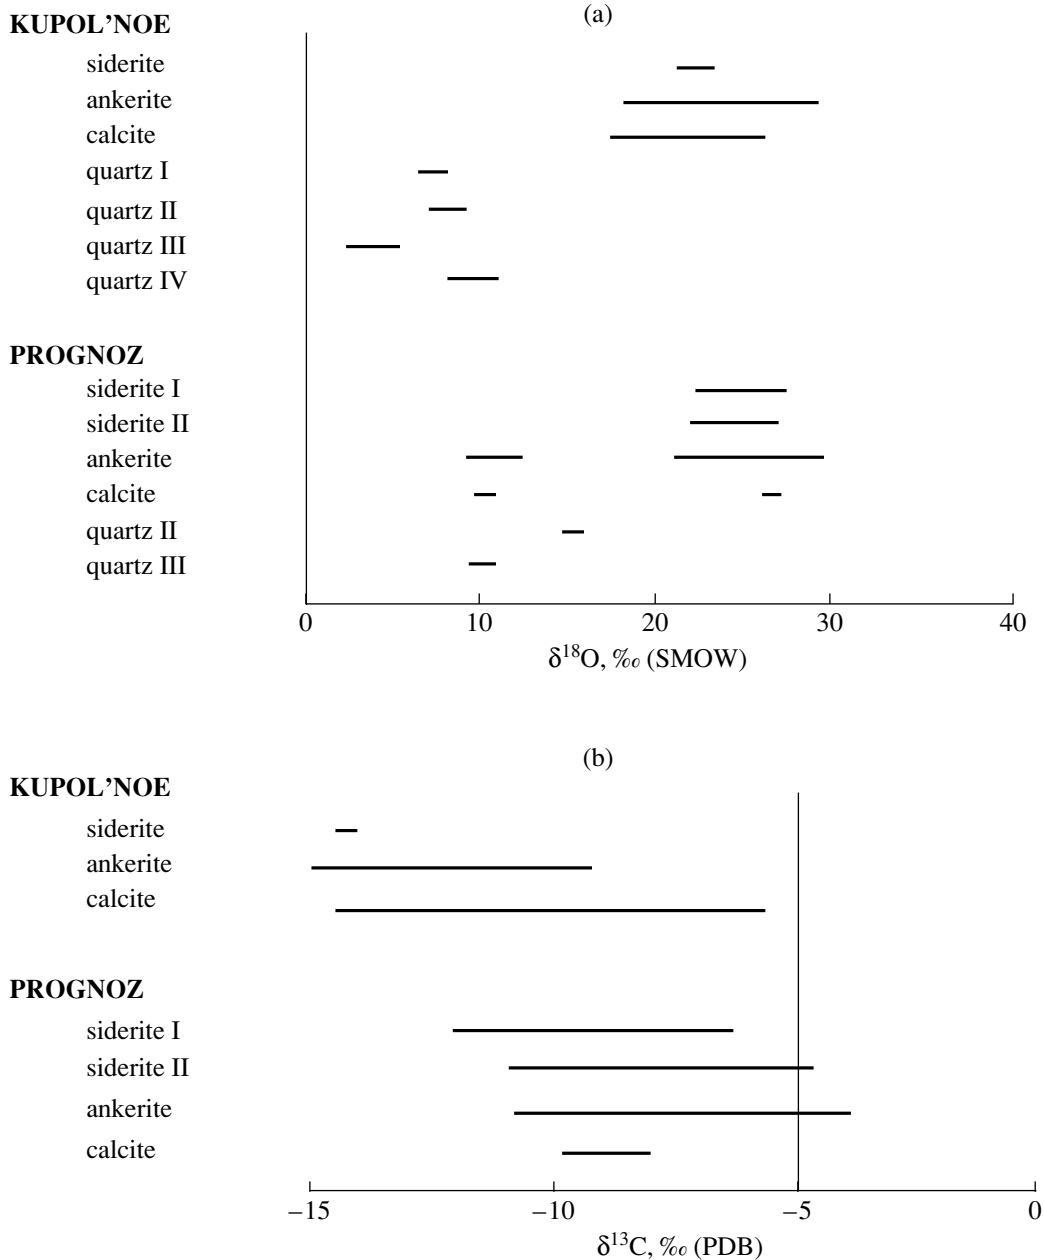 (a)
KUPOL’NOE
siderite
ankerite
calcite
quartz I
quartz II
quartz III
quartz IV
PROGNOZ
siderite I
siderite II
ankerite
calcite
quartz II
quartz III
0 10 20 30 40
δ¹⁸O, ‰ (SMOW)
(b)
KUPOL’NOE
siderite
ankerite
calcite
PROGNOZ
siderite I
siderite II
ankerite
calcite
–15 –10 –5 0
δ¹³C, ‰ (PDB)